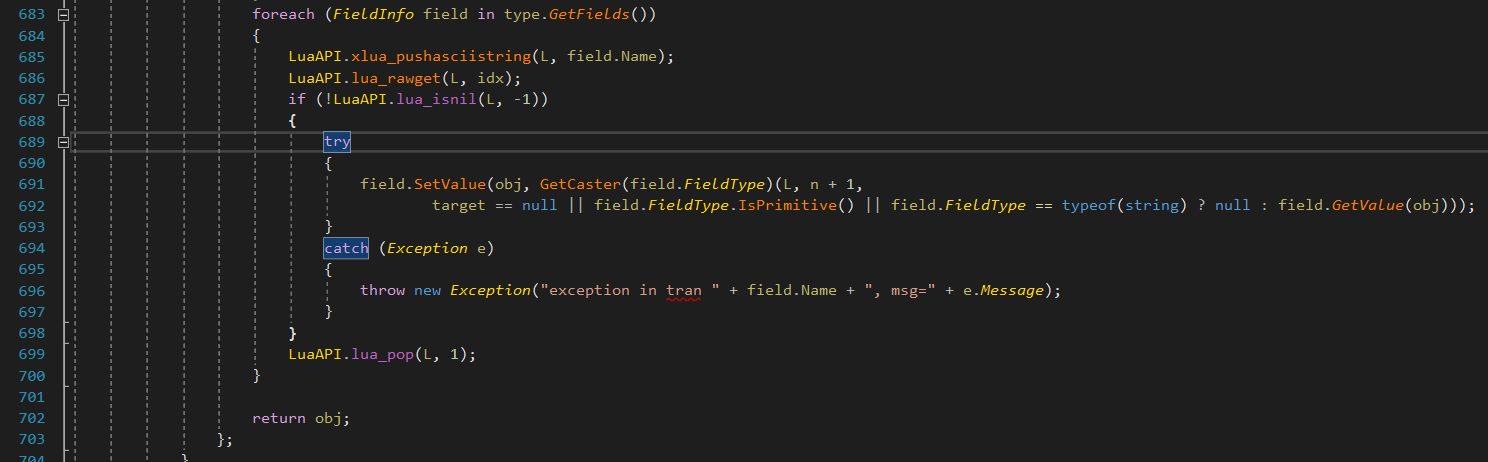 683 foreach (FieldInfo field in type.GetFields())
684 {
685 LuaAPI.xlua_pushasciistring(L, field.Name);
686 LuaAPI.lua_rawget(L, idx);
687 if (!LuaAPI.lua_isnil(L, -1))
688 {
689 try
690 {
691 field.SetValue(obj, GetCaster(field.FieldType)(L, n + 1,
692 target == null || field.FieldType.IsPrimitive() || field.FieldType == typeof(string) ? null : field.GetValue(obj)));
693 }
694 catch (Exception e)
695 {
696 throw new Exception("exception in tran " + field.Name + ", msg=" + e.Message);
697 }
698 }
699 LuaAPI.lua_pop(L, 1);
700 }
701
702 return obj;
703 };
704 }